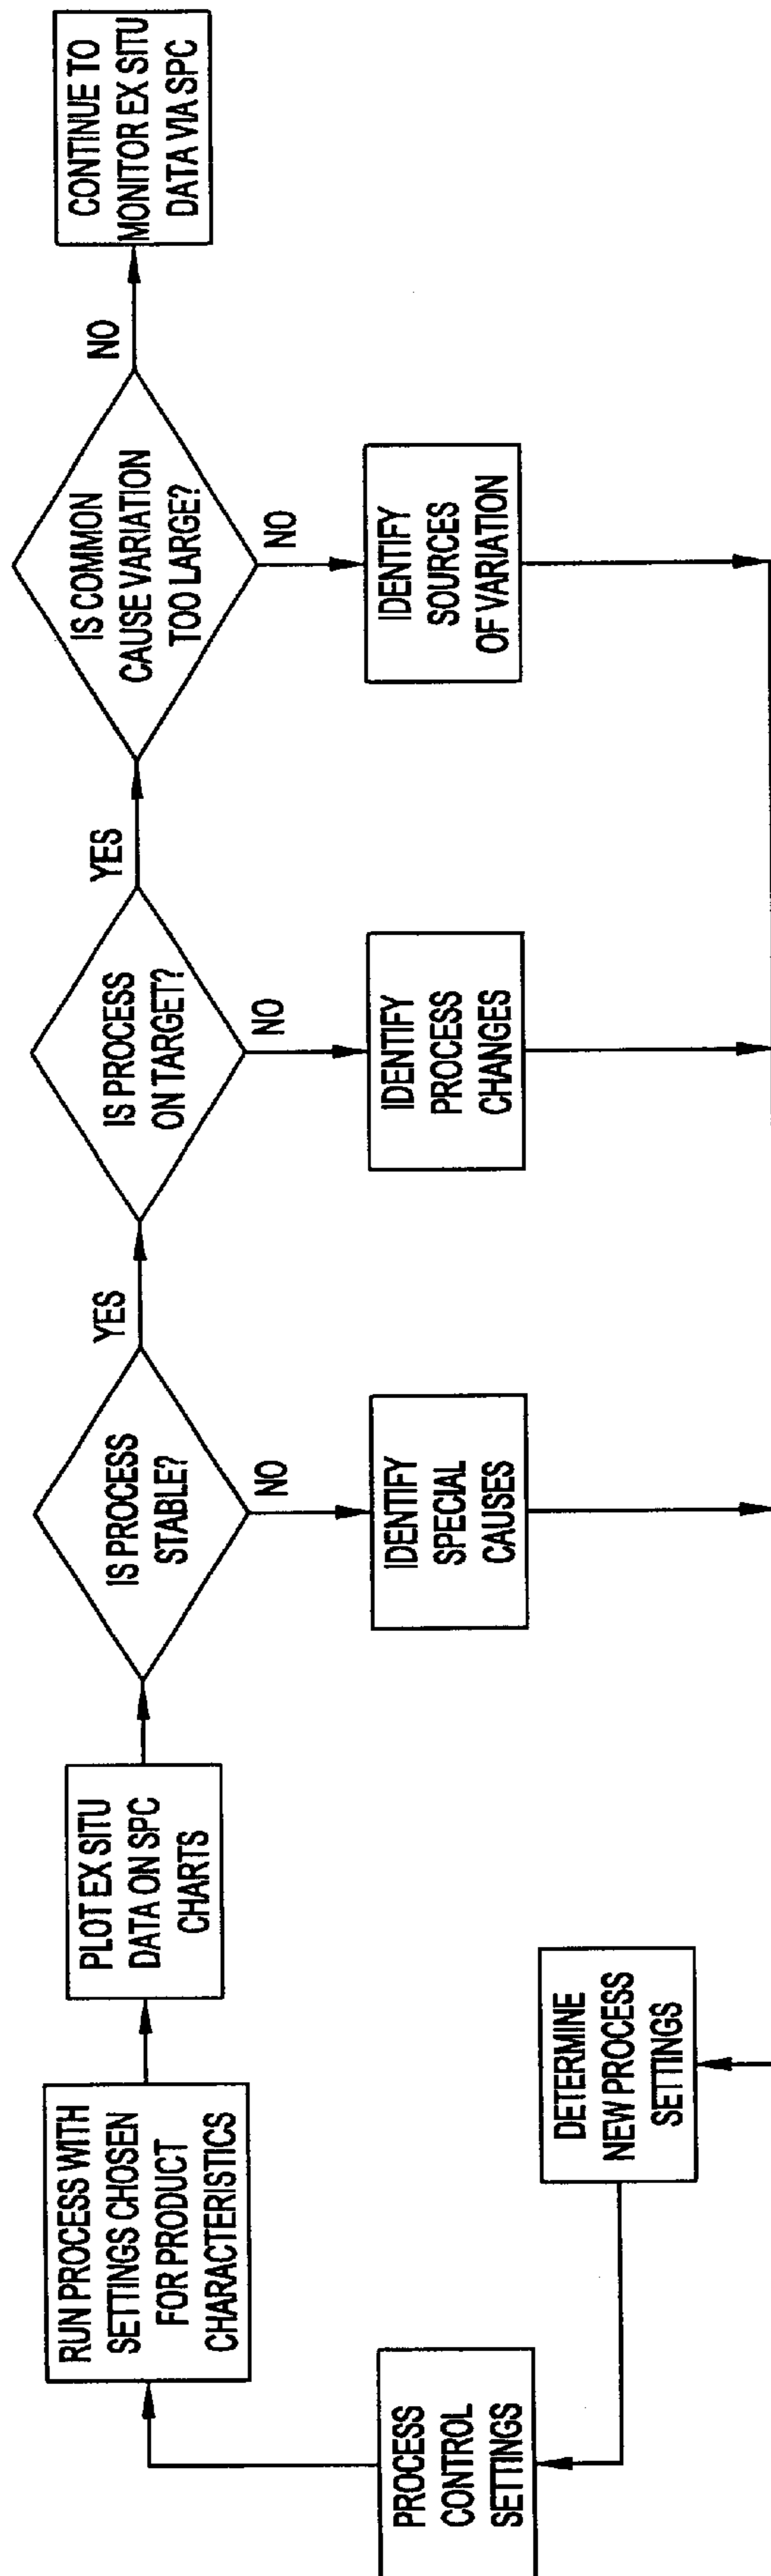 RUN PROCESS WITH
SETTINGS CHOSEN
FOR PRODUCT
CHARACTERISTICS
PLOT EX SITU
DATA ON SPC
CHARTS
IS PROCESS
STABLE?
YES
IS PROCESS
ON TARGET?
YES
IS COMMON
CAUSE VARIATION
TOO LARGE?
NO
CONTINUE TO
MONITOR EX SITU
DATA VIA SPC
NO
NO
NO
PROCESS
CONTROL
SETTINGS
IDENTIFY
SPECIAL
CAUSES
IDENTIFY
PROCESS
CHANGES
IDENTIFY
SOURCES
OF VARIATION
DETERMINE
NEW PROCESS
SETTINGS